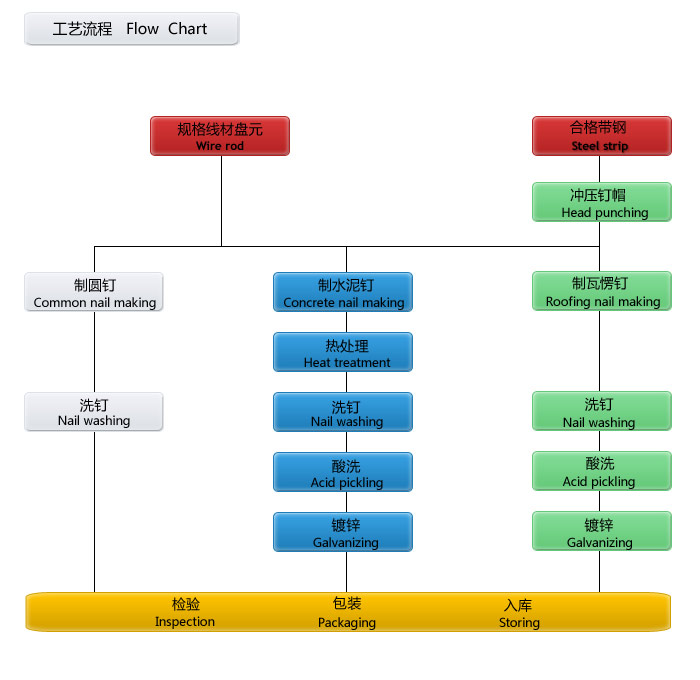 工艺流程 Flow Chart
规格线材盘元
Wire rod
合格带钢
Steel strip
冲压钉帽
Head punching
制圆钉
Common nail making
制水泥钉
Concrete nail making
制瓦愣钉
Roofing nail making
热处理
Heat treatment
洗钉
Nail washing
洗钉
Nail washing
洗钉
Nail washing
酸洗
Acid pickling
酸洗
Acid pickling
镀锌
Galvanizing
镀锌
Galvanizing
检验
Inspection
包装
Packaging
入库
Storing